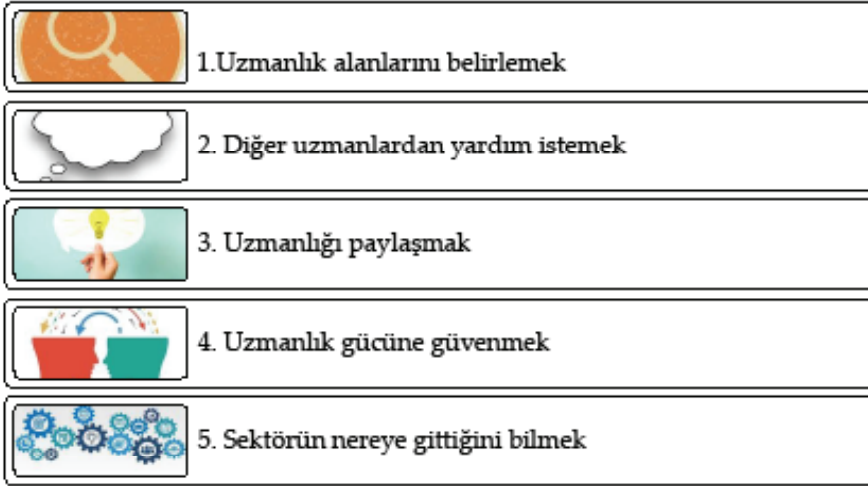 1.Uzmanlık alanlarını belirlemek
2. Diğer uzmanlardan yardım istemek
3. Uzmanlığı paylaşmak
4. Uzmanlık gücüne güvenmek
5. Sektörün nereye gittiğini bilmek